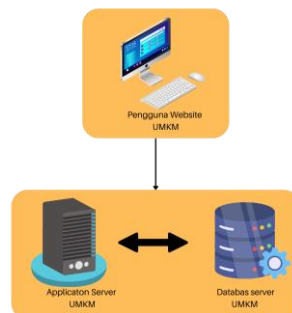 Pengguna Website
UMKM
Applicaton Server
UMKM
Databas server
UMKM